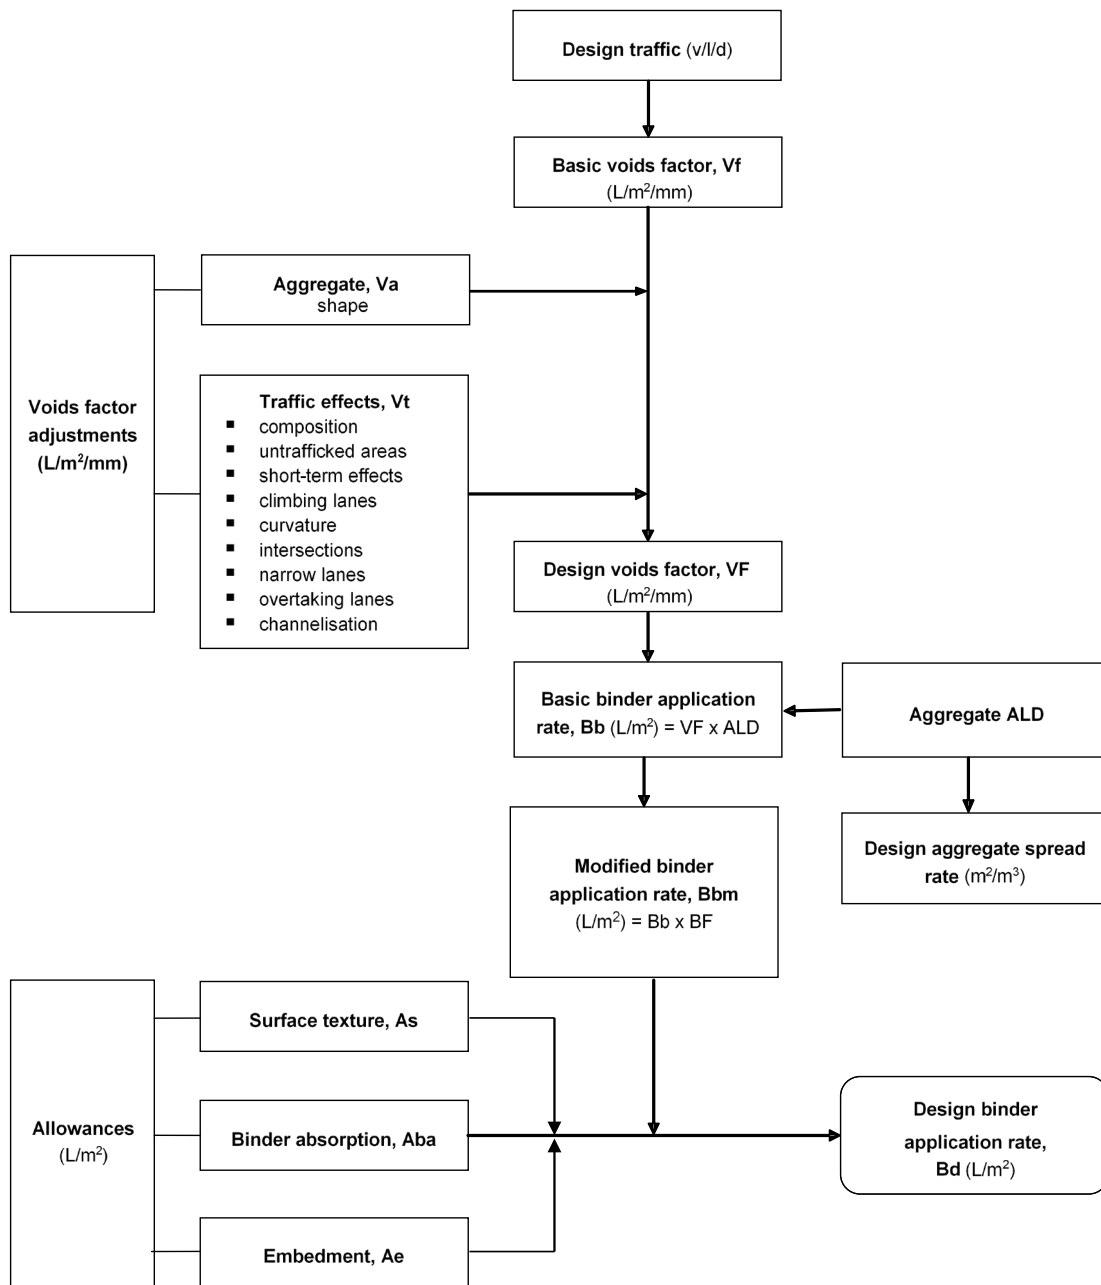 Design traffic (v/l/d)
Basic voids factor, Vf
(L/m²/mm)
Aggregate, Va
shape
Voids factor
adjustments
(L/m²/mm)
Traffic effects, Vt
▪ composition
▪ untrafficked areas
▪ short-term effects
▪ climbing lanes
▪ curvature
▪ intersections
▪ narrow lanes
▪ overtaking lanes
▪ channelisation
Design voids factor, VF
(L/m²/mm)
Basic binder application
rate, Bb (L/m²) = VF x ALD
Aggregate ALD
Modified binder
application rate, Bbm
(L/m²) = Bb x BF
Design aggregate spread
rate (m²/m³)
Allowances
(L/m²)
Surface texture, As
Binder absorption, Aba
Embedment, Ae
Design binder
application rate,
Bd (L/m²)